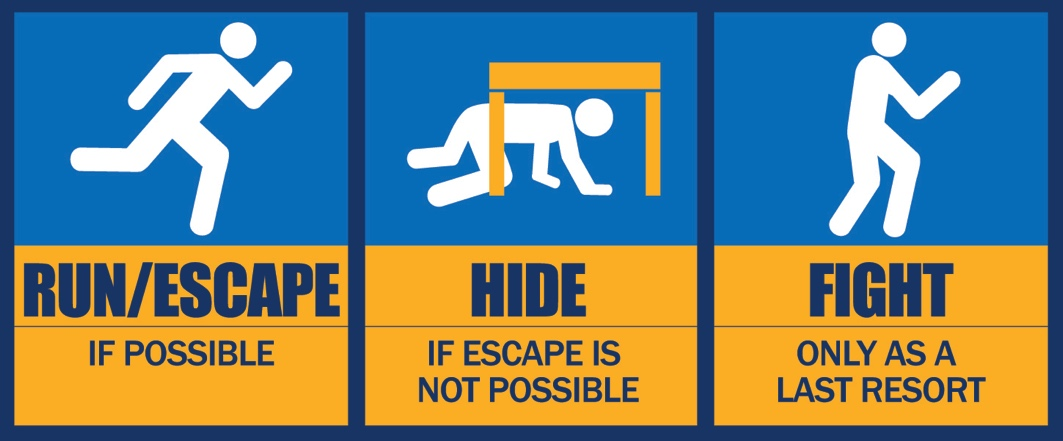 RUN/ESCAPE
IF POSSIBLE
HIDE
IF ESCAPE IS
NOT POSSIBLE
FIGHT
ONLY AS A
LAST RESORT